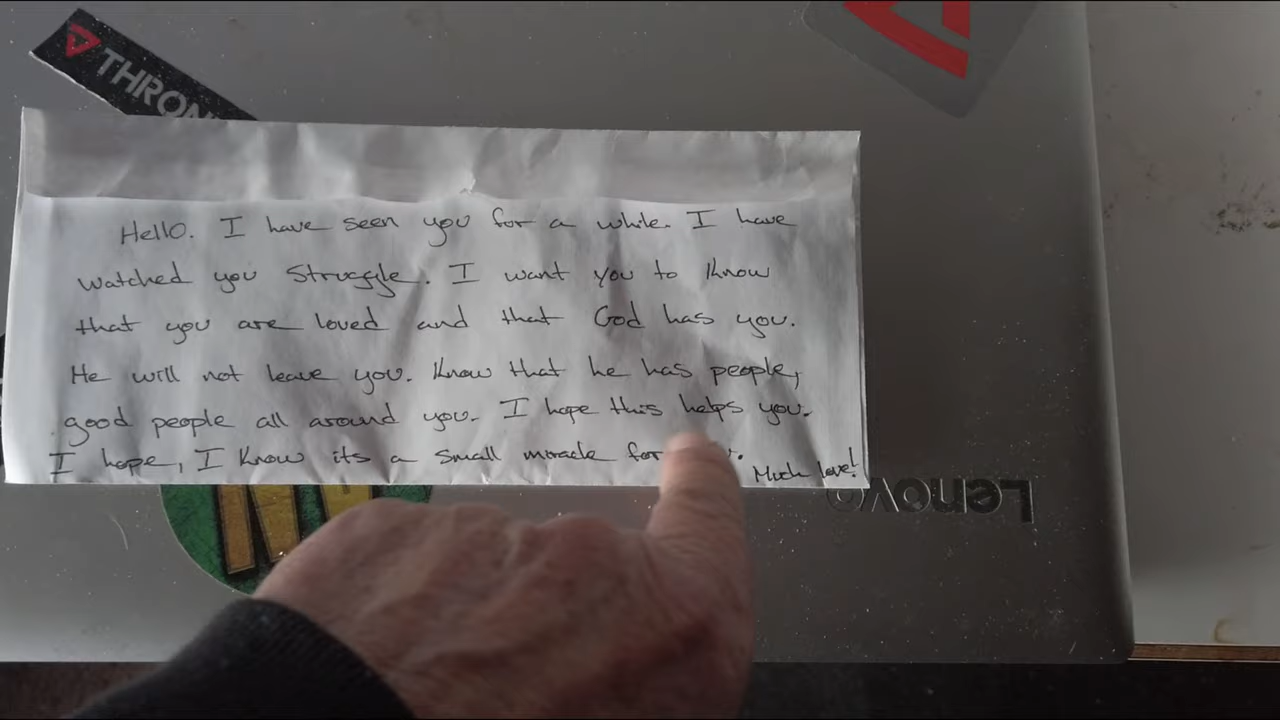 THRON
Hello. I have seen you for a while. I have
watched you struggle. I want you to know
that you are loved and that God has you.
He will not leave you. Know that he has people,
good people all around you. I hope this helps you.
I hope, I know its a small miracle for
Much love!
Lenovo